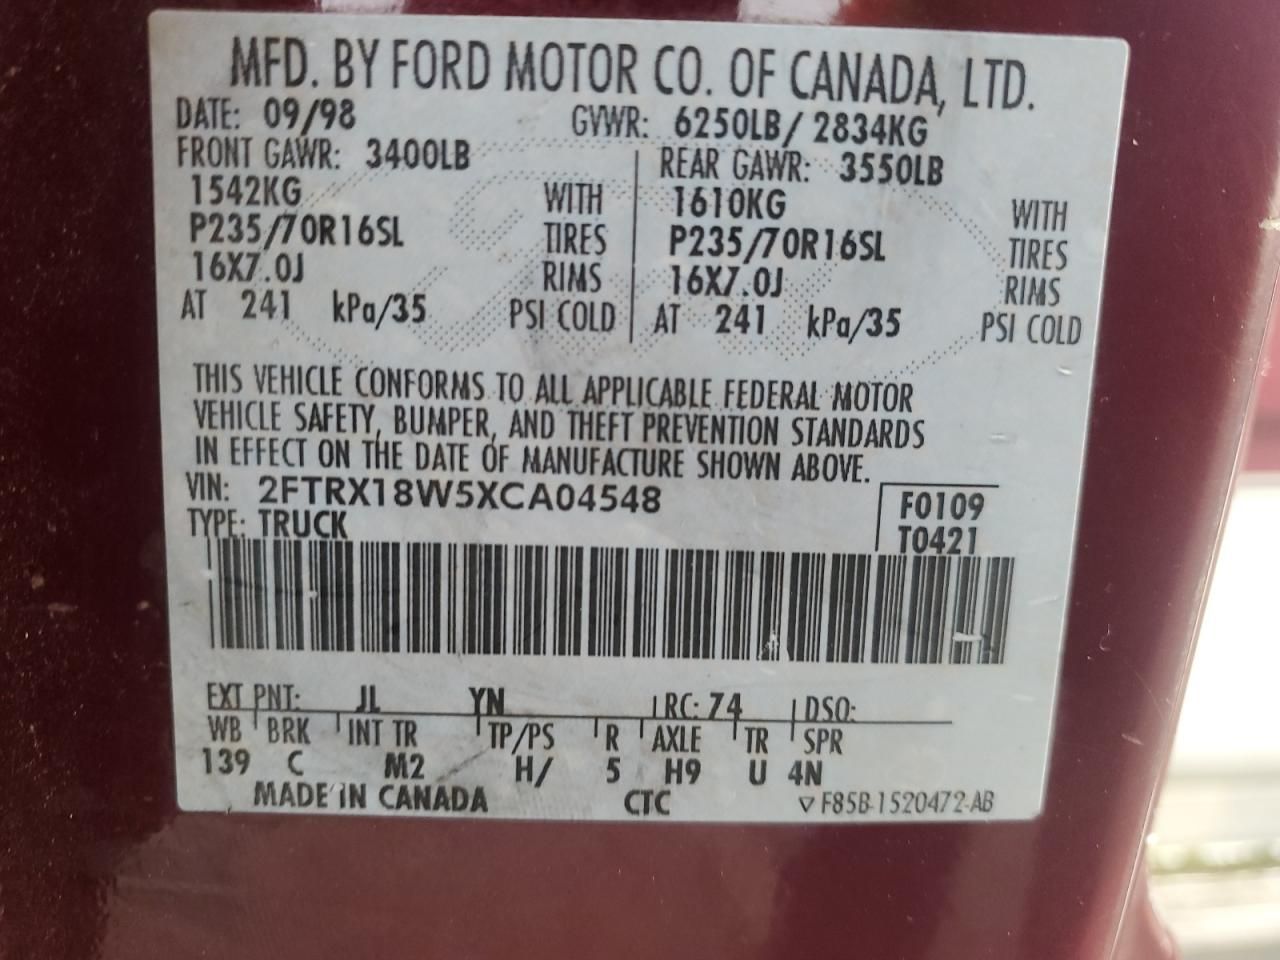 MFD. BY FORD MOTOR CO. OF CANADA, LTD.
DATE: 09/98 GVWR: 6250LB/ 2834KG
FRONT GAWR: 3400LB REAR GAWR: 3550LB
1542KG WITH 1610KG WITH
P235/70R16SL TIRES P235/70R16SL TIRES
16X7.0J RIMS 16X7.0J RIMS
AT 241 kPa/35 PSI COLD AT 241 kPa/35 PSI COLD
THIS VEHICLE CONFORMS TO ALL APPLICABLE FEDERAL MOTOR
VEHICLE SAFETY, BUMPER, AND THEFT PREVENTION STANDARDS
IN EFFECT ON THE DATE OF MANUFACTURE SHOWN ABOVE.
VIN: 2FTRX18W5XCA04548 F0109
TYPE: TRUCK T0421
EXT PNT: JL YN RC: 74 DSO:
WB BRK INT TR TP/PS R AXLE TR SPR
139 C M2 H/ 5 H9 U 4N
MADE IN CANADA CTC F85B-1520472-AB